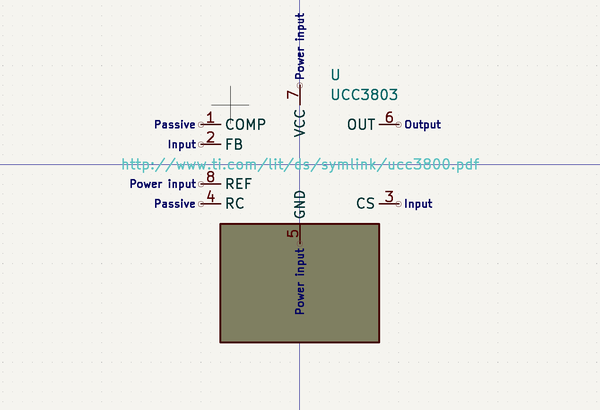 Power input
U
7
UCC3803
VCC
Passive 1 COMP
OUT 6 Output
Input 2 FB
http://www.ti.com/lit/ds/symlink/ucc3800.pdf
Power input 8 REF
Passive 4 RC
GND
CS 3 Input
5
Power input